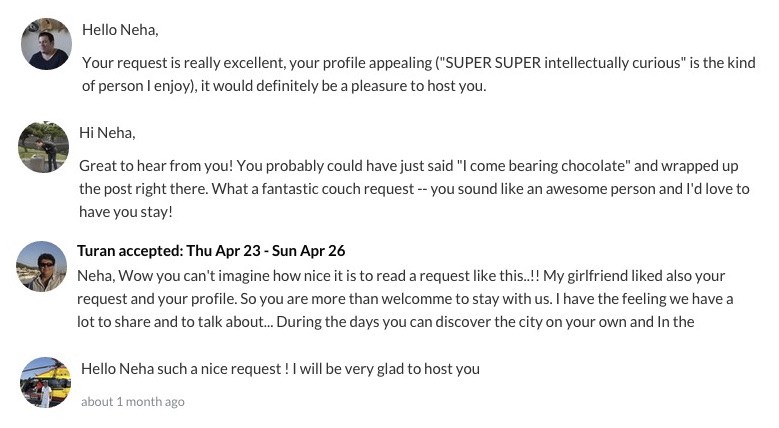 Hello Neha,
Your request is really excellent, your profile appealing ("SUPER SUPER intellectually curious" is the kind
of person I enjoy), it would definitely be a pleasure to host you.
Hi Neha,
Great to hear from you! You probably could have just said "I come bearing chocolate" and wrapped up
the post right there. What a fantastic couch request -- you sound like an awesome person and I'd love to
have you stay!
Turan accepted: Thu Apr 23 - Sun Apr 26
Neha, Wow you can't imagine how nice it is to read a request like this..!! My girlfriend liked also your
request and your profile. So you are more than welcomme to stay with us. I have the feeling we have a
lot to share and to talk about... During the days you can discover the city on your own and In the
Hello Neha such a nice request ! I will be very glad to host you
about 1 month ago